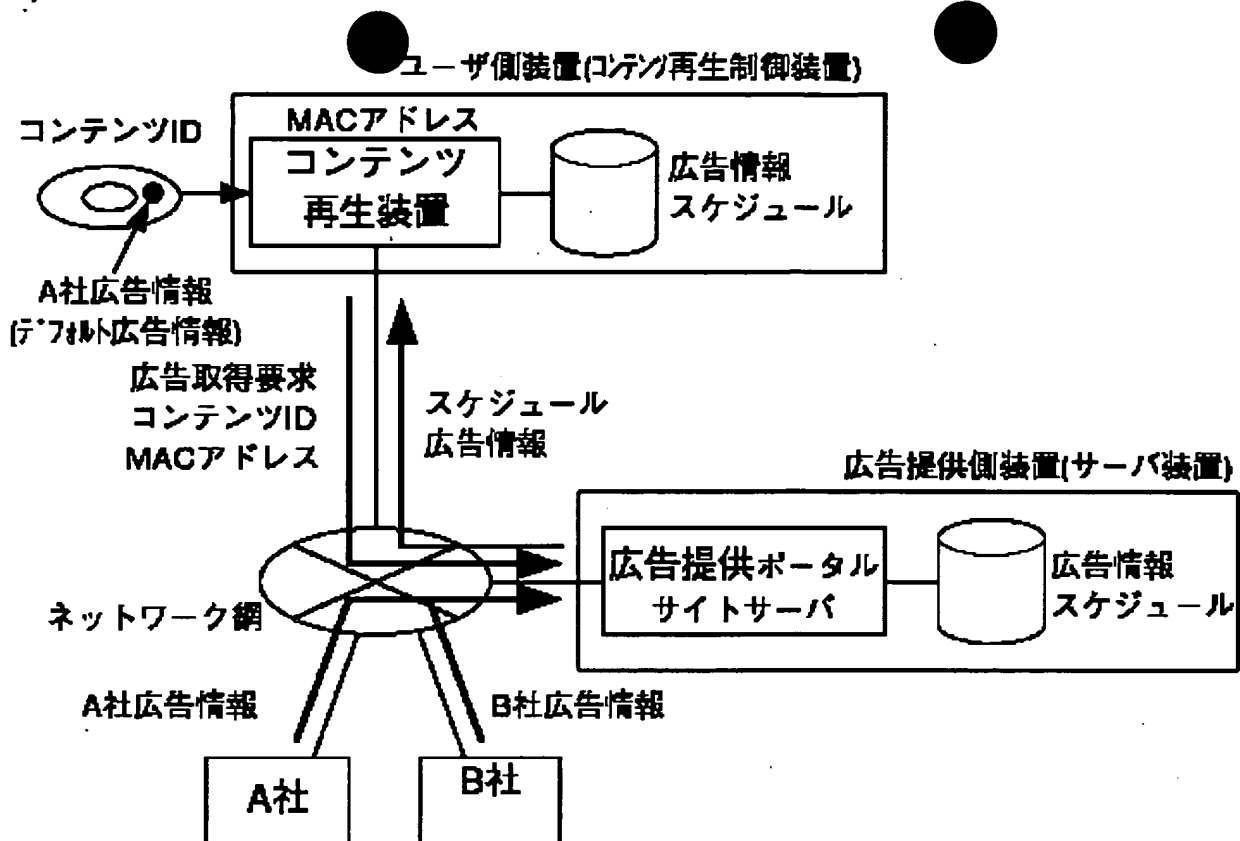 ユーザ側装置(コンテンツ再生制御装置)
コンテンツID
MACアドレス
コンテンツ
再生装置
広告情報
スケジュール
A社広告情報
(デフォルト広告情報)
広告取得要求
コンテンツID
MACアドレス
スケジュール
広告情報
広告提供側装置(サーバ装置)
広告提供ポータル
サイトサーバ
広告情報
スケジュール
ネットワーク網
A社広告情報
B社広告情報
A社
B社